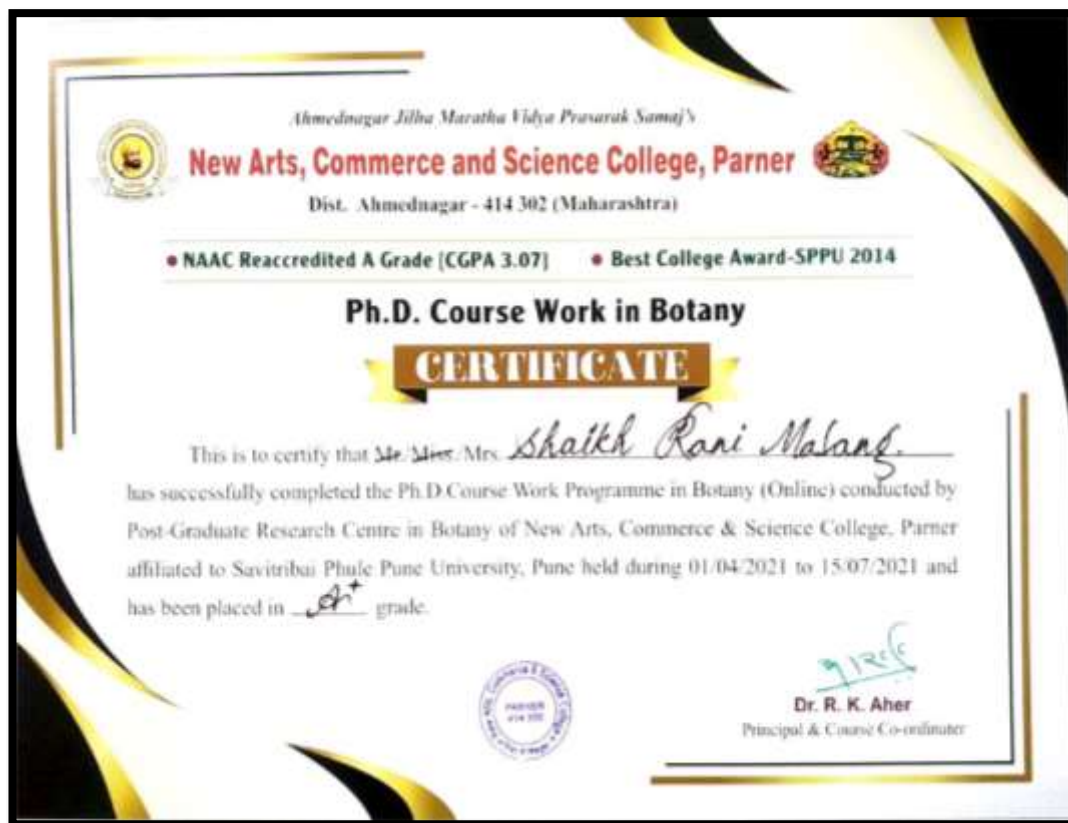 Ahmednagar Jilha Maratha Vidya Prasarak Samaj's
New Arts, Commerce and Science College, Parner
Dist. Ahmednagar - 414 302 (Maharashtra)
• NAAC Reaccredited A Grade [CGPA 3.07] • Best College Award-SPPU 2014
Ph.D. Course Work in Botany
CERTIFICATE
This is to certify that Mr./Miss./Mrs. Shaikh Rani Malang.
has successfully completed the Ph.D.Course Work Programme in Botany (Online) conducted by
Post-Graduate Research Centre in Botany of New Arts, Commerce & Science College, Parner
affiliated to Savitribai Phule Pune University, Pune held during 01/04/2021 to 15/07/2021 and
has been placed in A+ grade.
PARNER
414 302
Dr. R. K. Aher
Principal & Course Co-ordinater